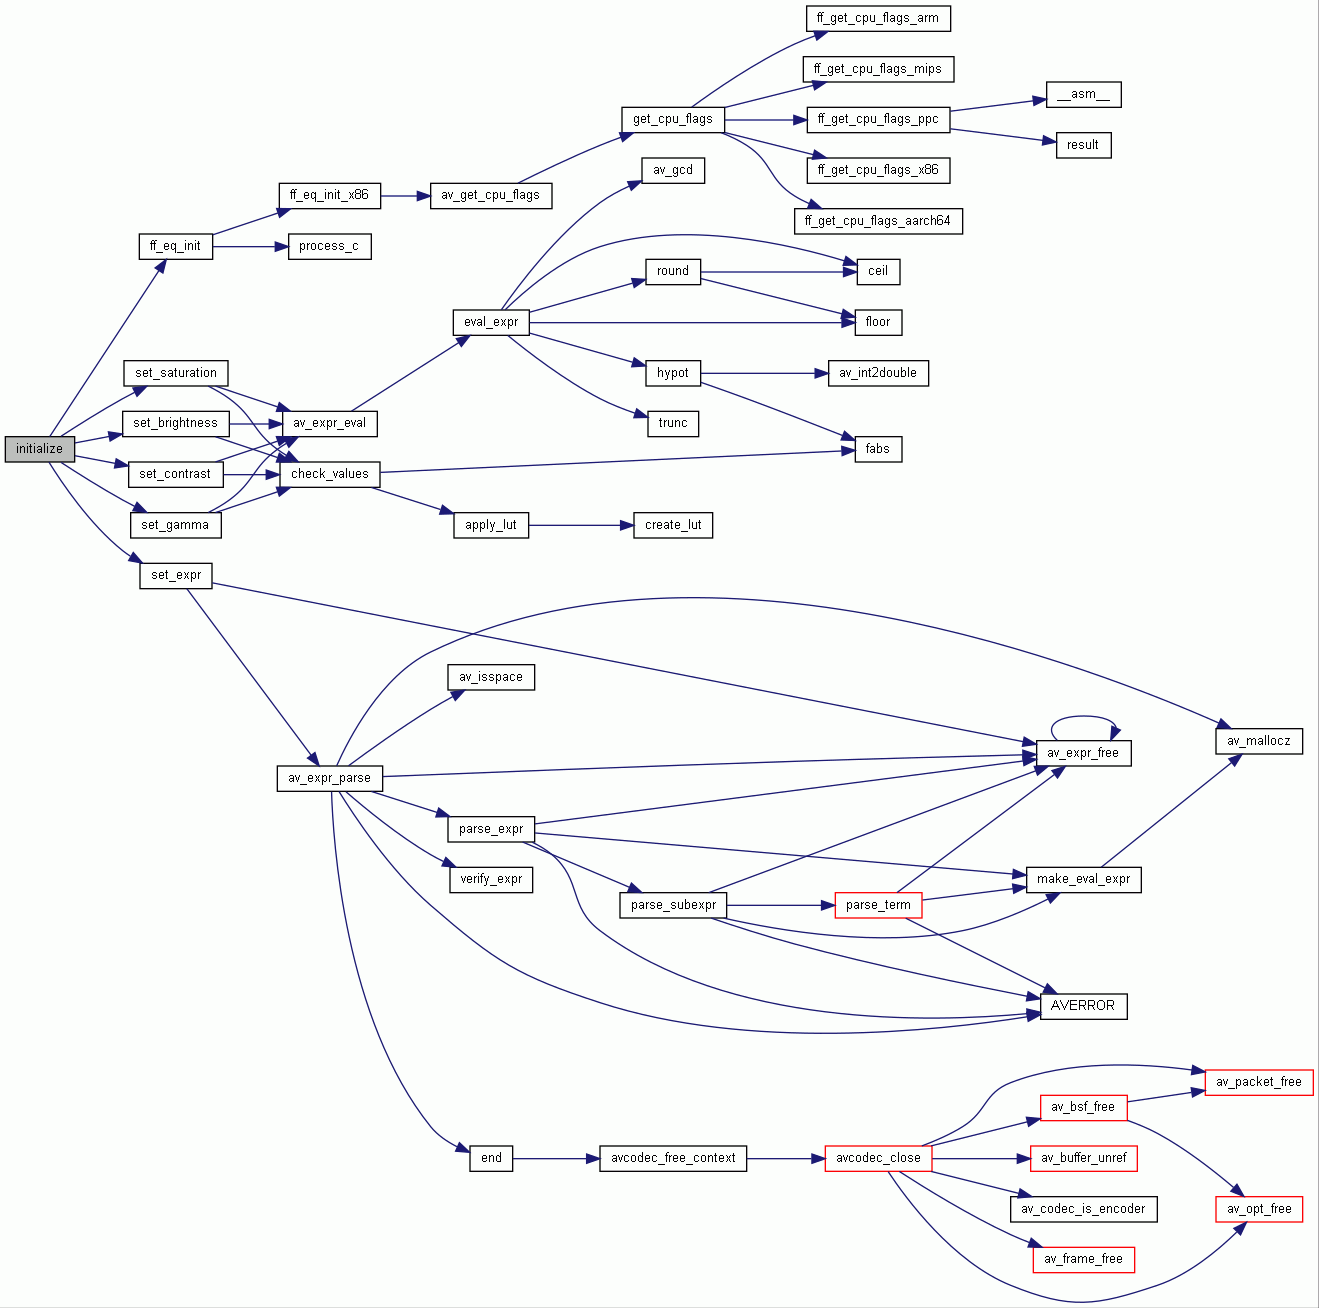 ff_get_cpu_flags_arm
ff_get_cpu_flags_mips
__asm__
get_cpu_flags
ff_get_cpu_flags_ppc
result
av_gcd
ff_get_cpu_flags_x86
ff_eq_init_x86
av_get_cpu_flags
ff_get_cpu_flags_aarch64
ff_eq_init
process_c
round
ceil
eval_expr
floor
set_saturation
hypot
av_int2double
set_brightness
av_expr_eval
trunc
initialize
fabs
set_contrast
check_values
set_gamma
apply_lut
create_lut
set_expr
av_isspace
av_mallocz
av_expr_free
av_expr_parse
parse_expr
verify_expr
make_eval_expr
parse_subexpr
parse_term
AVERROR
av_packet_free
av_bsf_free
end
avcodec_free_context
avcodec_close
av_buffer_unref
av_codec_is_encoder
av_opt_free
av_frame_free